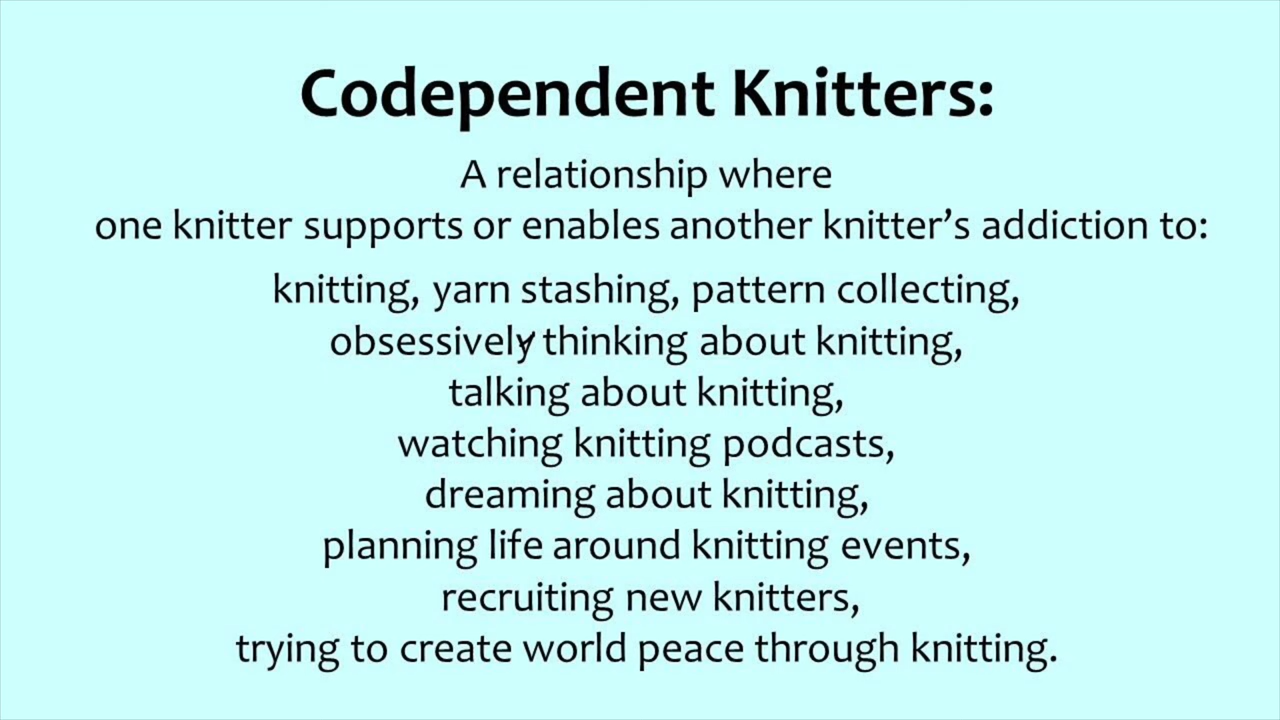 Codependent Knitters:
A relationship where
one knitter supports or enables another knitter’s addiction to:
knitting, yarn stashing, pattern collecting,
obsessively thinking about knitting,
talking about knitting,
watching knitting podcasts,
dreaming about knitting,
planning life around knitting events,
recruiting new knitters,
trying to create world peace through knitting.